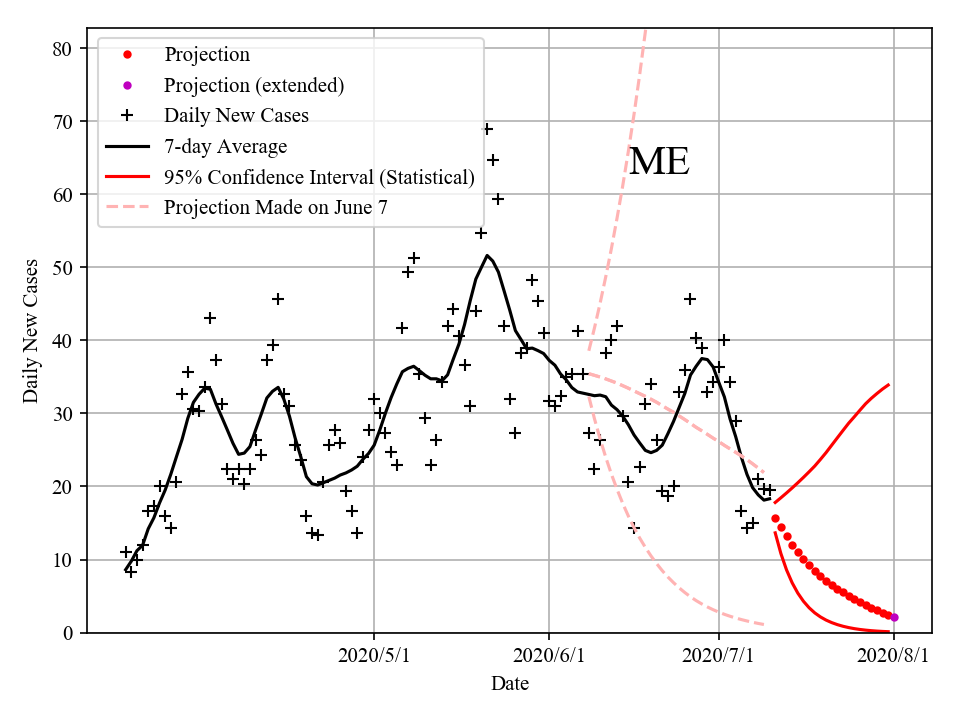 80
70
60
50
40
30
20
10
0
Daily New Cases
Projection
Projection (extended)
Daily New Cases
7-day Average
95% Confidence Interval (Statistical)
Projection Made on June 7
ME
2020/5/1 2020/6/1 2020/7/1 2020/8/1
Date